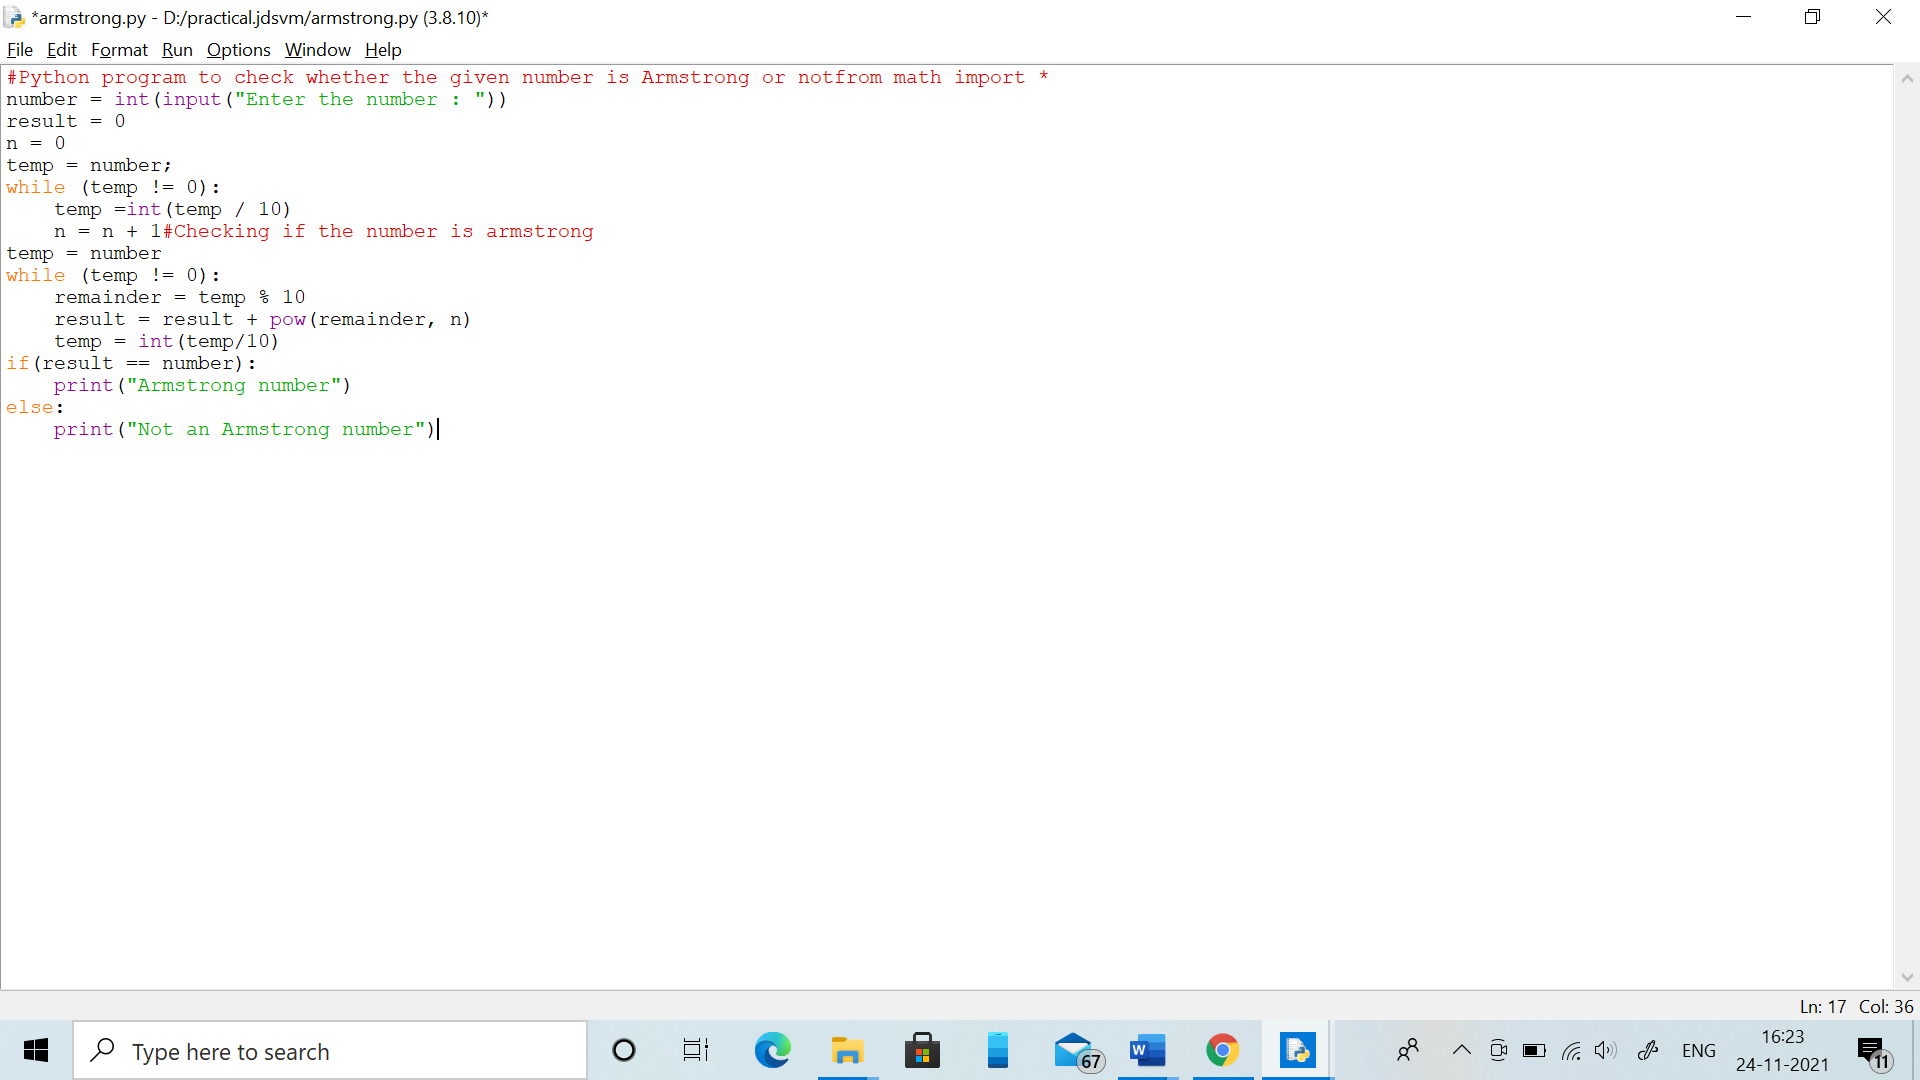 *armstrong.py - D:/practical.jdsvm/armstrong.py (3.8.10)*
File Edit Format Run Options Window Help
#Python program to check whether the given number is Armstrong or notfrom math import *
number = int(input("Enter the number : "))
result = 0
n = 0
temp = number;
while (temp != 0):
    temp =int(temp / 10)
    n = n + 1#Checking if the number is armstrong
temp = number
while (temp != 0):
    remainder = temp % 10
    result = result + pow(remainder, n)
    temp = int(temp/10)
if(result == number):
    print("Armstrong number")
else:
    print("Not an Armstrong number")
Ln: 17 Col: 36
Type here to search
67
W
ENG
16:23
24-11-2021
11